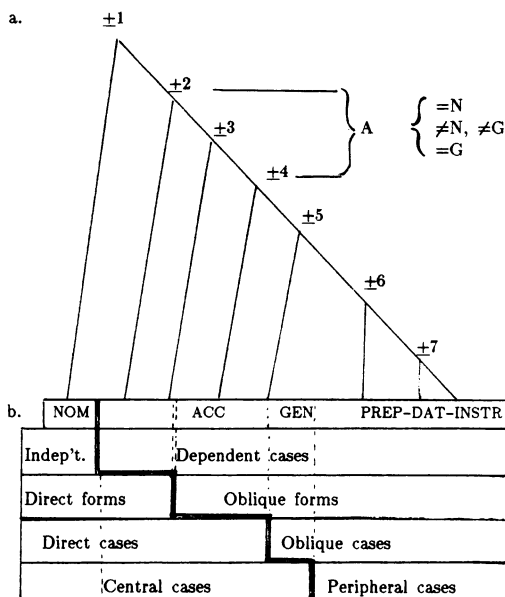 a.
±1
±2
±3
A
=N
≠N, ≠G
=G
±4
±5
±6
±7
b.
NOM ACC GEN PREP-DAT-INSTR
Indep't. Dependent cases
Direct forms Oblique forms
Direct cases Oblique cases
Central cases Peripheral cases